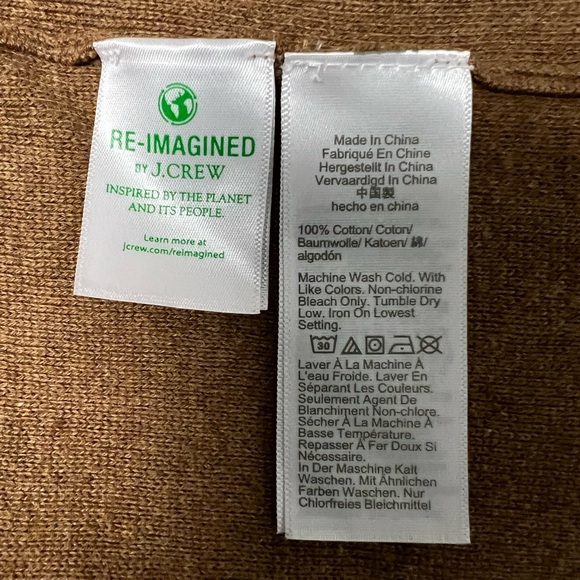 RE-IMAGINED
BY J.CREW
INSPIRED BY THE PLANET
AND ITS PEOPLE.
Learn more at
jcrew.com/reimagined
Made In China
Fabriqué En Chine
Hergestellt In China
Vervaardigd In China
中国製
hecho en china
100% Cotton/ Coton/
Baumwolle/ Katoen/ 綿/
algodón
Machine Wash Cold. With
Like Colors. Non-chlorine
Bleach Only. Tumble Dry
Low. Iron On Lowest
Setting.
30
Laver À La Machine À
L'eau Froide. Laver En
Séparant Les Couleurs.
Seulement Agent De
Blanchiment Non-chlore.
Sécher À La Machine À
Basse Température.
Repasser À Fer Doux Si
Nécessaire.
In Der Maschine Kalt
Waschen. Mit Ähnlichen
Farben Waschen. Nur
Chlorfreies Bleichmittel